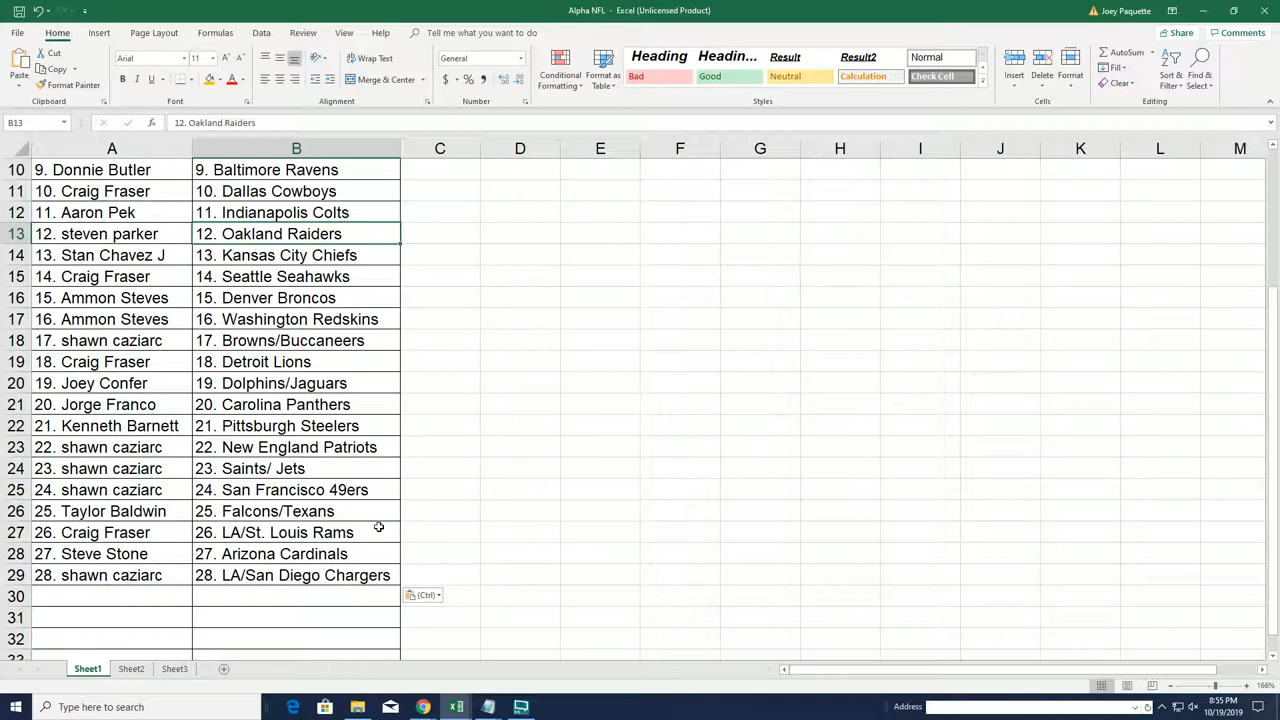 Alpha NFL - Excel (Unlicensed Product)
Joey Paquette
File Home Insert Page Layout Formulas Data Review View Help Tell me what you want to do
Share Comments
Paste
Cut
Copy
Format Painter
Clipboard
Arial 11
B I U
Font
Wrap Text
Merge & Center
Alignment
General
$ % ,
Number
Conditional Formatting
Format as Table
Heading Headin... Result Result2 Normal
Bad Good Neutral Calculation Check Cell
Styles
Insert Delete Format
Cells
AutoSum
Fill
Clear
Sort & Filter
Find & Select
Editing
B13 fx 12. Oakland Raiders
A B C D E F G H I J K L M
10 9. Donnie Butler 9. Baltimore Ravens
11 10. Craig Fraser 10. Dallas Cowboys
12 11. Aaron Pek 11. Indianapolis Colts
13 12. steven parker 12. Oakland Raiders
14 13. Stan Chavez J 13. Kansas City Chiefs
15 14. Craig Fraser 14. Seattle Seahawks
16 15. Ammon Steves 15. Denver Broncos
17 16. Ammon Steves 16. Washington Redskins
18 17. shawn caziarc 17. Browns/Buccaneers
19 18. Craig Fraser 18. Detroit Lions
20 19. Joey Confer 19. Dolphins/Jaguars
21 20. Jorge Franco 20. Carolina Panthers
22 21. Kenneth Barnett 21. Pittsburgh Steelers
23 22. shawn caziarc 22. New England Patriots
24 23. shawn caziarc 23. Saints/ Jets
25 24. shawn caziarc 24. San Francisco 49ers
26 25. Taylor Baldwin 25. Falcons/Texans
27 26. Craig Fraser 26. LA/St. Louis Rams
28 27. Steve Stone 27. Arizona Cardinals
29 28. shawn caziarc 28. LA/San Diego Chargers
30 (Ctrl)
31
32
33
Sheet1 Sheet2 Sheet3
166%
Type here to search
Address
8:55 PM
10/19/2019